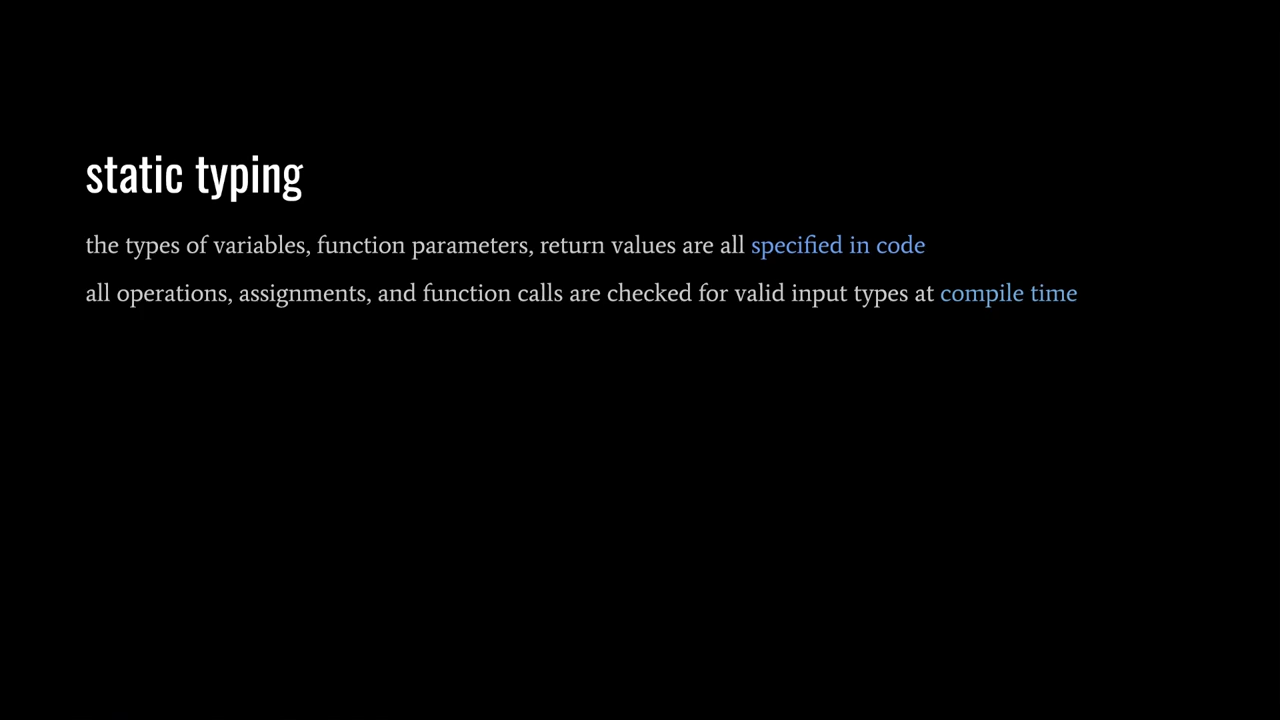 static typing
the types of variables, function parameters, return values are all specified in code
all operations, assignments, and function calls are checked for valid input types at compile time